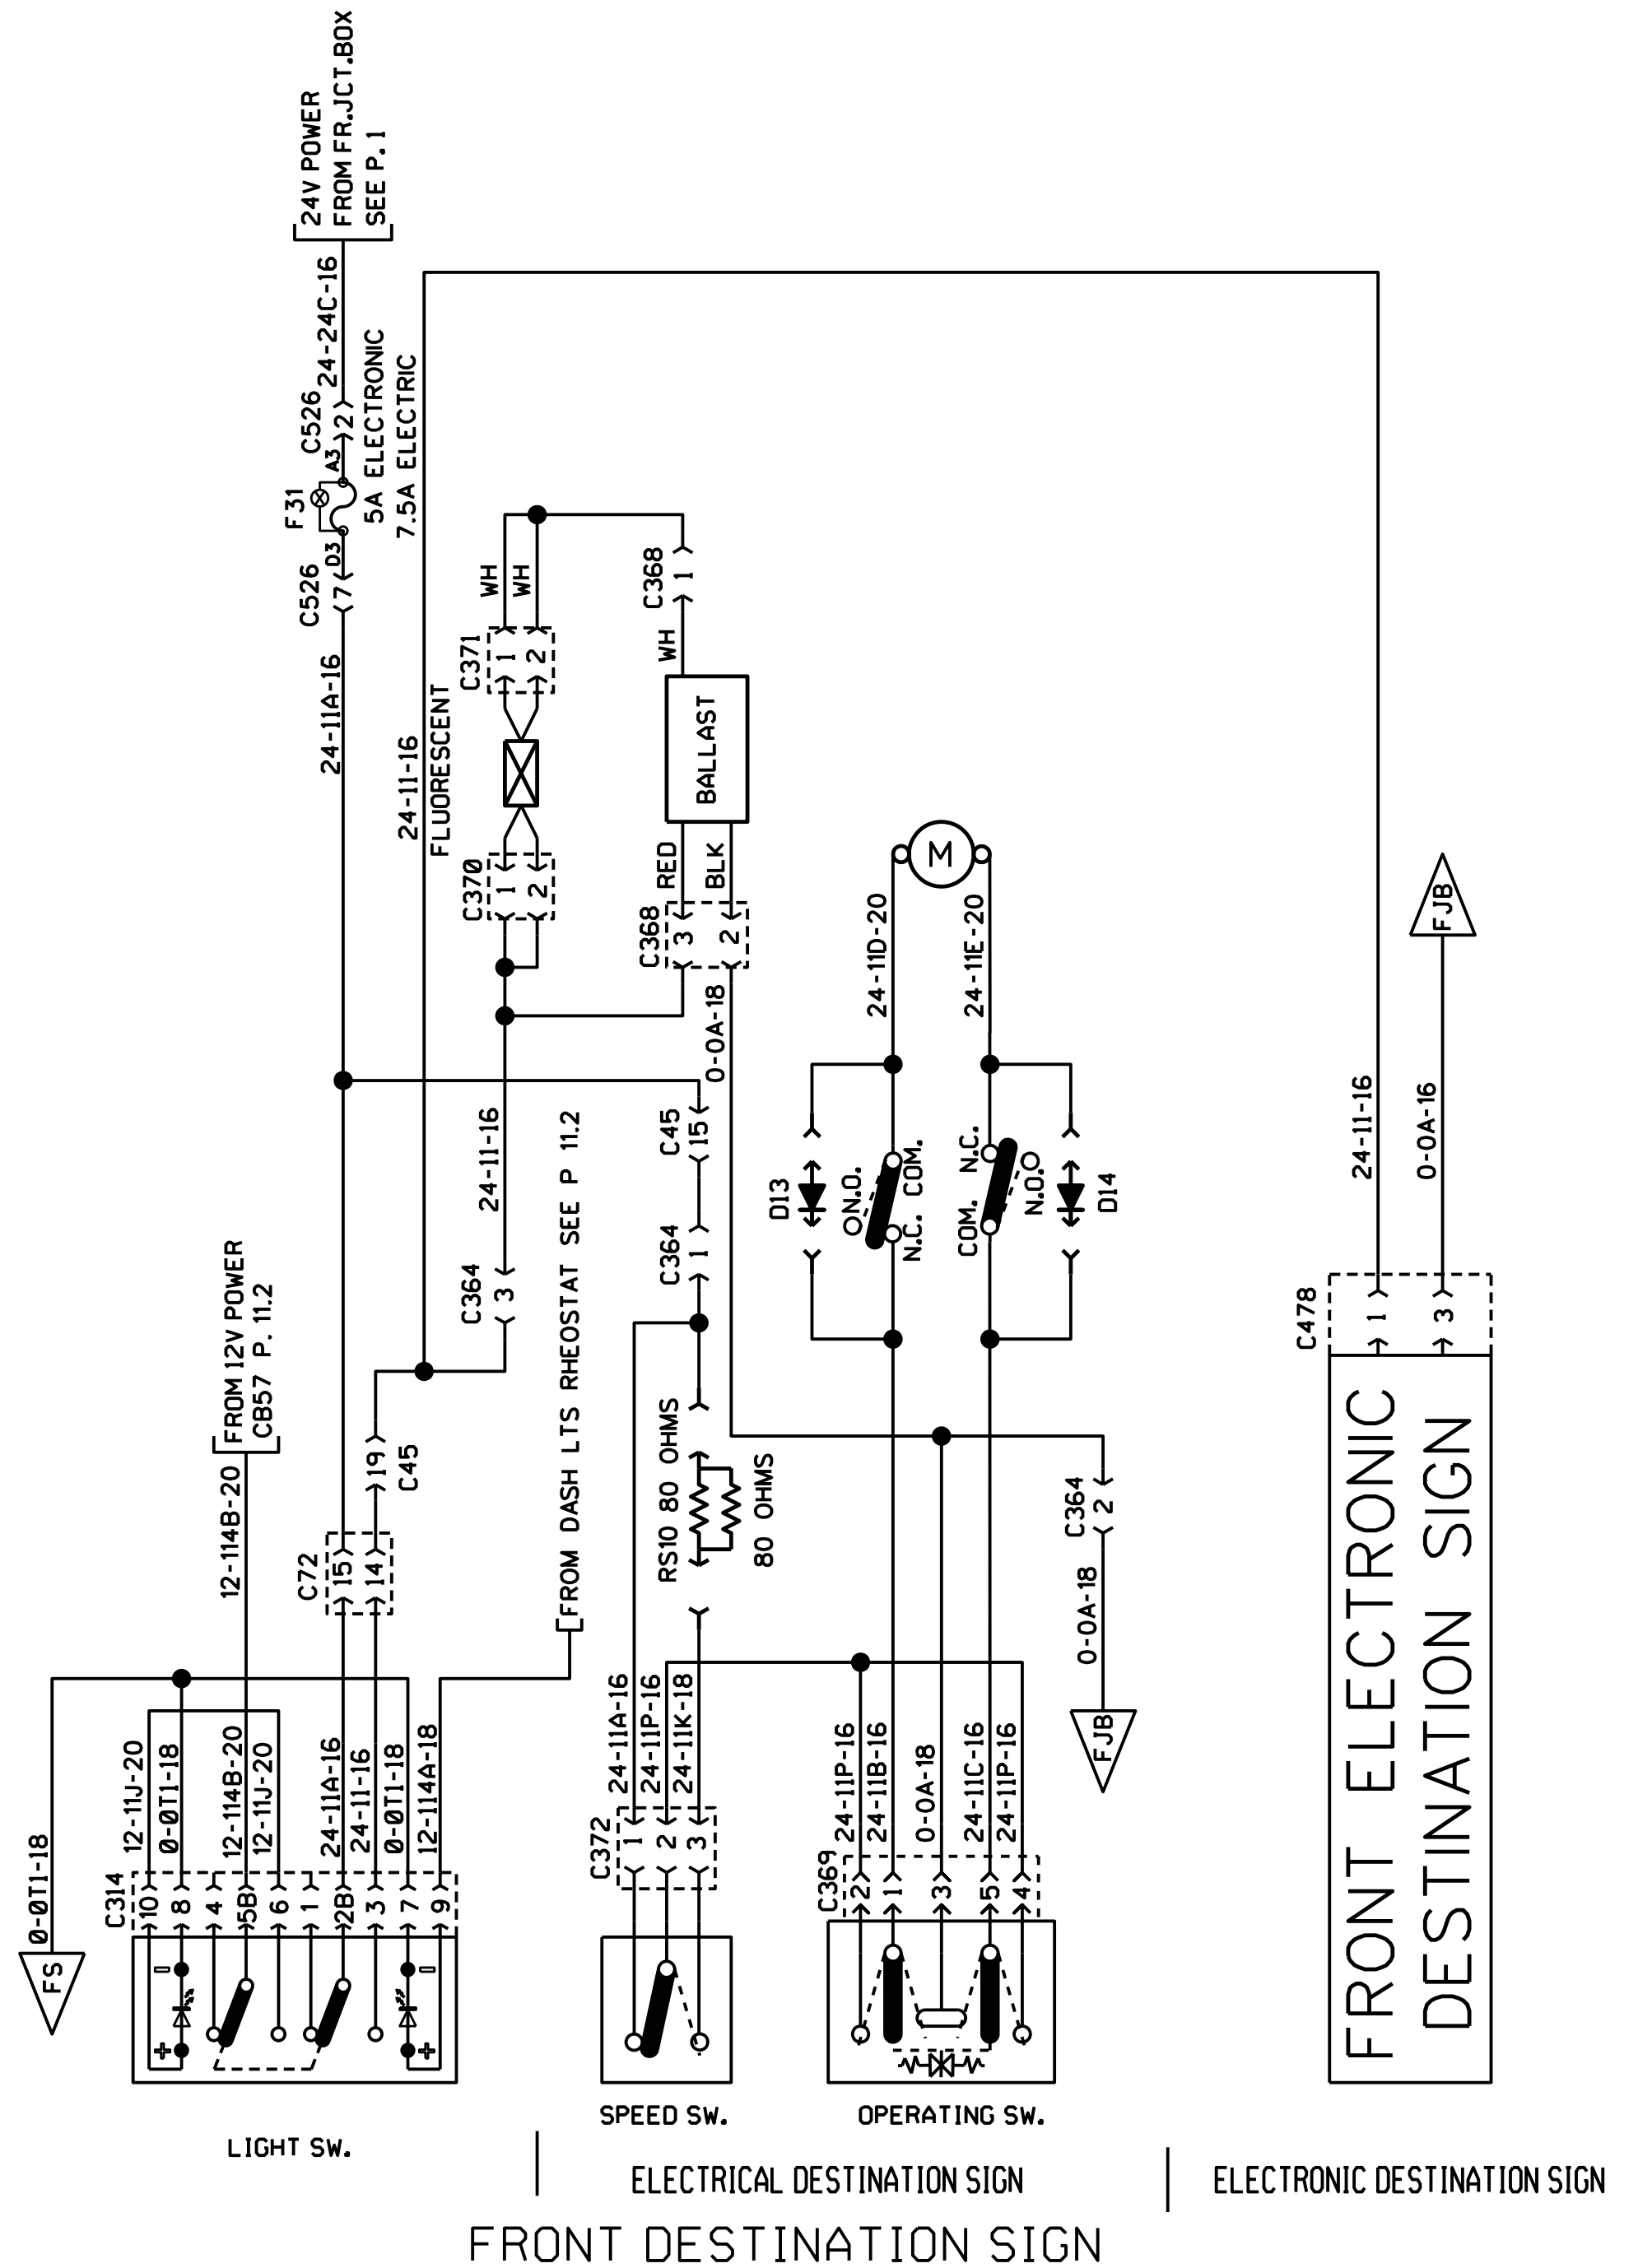 24V POWER
FROM FR.JCT.BOX
SEE P. 1
24-24C-16
C526
2
A3
F31
D3
5A ELECTRONIC
7.5A ELECTRIC
C526
7
24-11A-16
24-11-16
FLUORESCENT
WH
WH
C371
1
2
C368
1
WH
BALLAST
C370
1
2
RED
BLK
C368
3
2
0-0A-18
M
24-11D-20
24-11E-20
FJB
24-11-16
C45
15
24-11-16
0-0A-16
FROM DASH LTS RHEOSTAT SEE P 11.2
D13
N.O.
N.C. COM.
COM. N.C.
N.O.
D14
C364
1
C364
3
FROM 12V POWER
CB57 P. 11.2
C478
1
3
12-114B-20
19
C45
RS10 80 OHMS
80 OHMS
C364
2
0-0A-18
FJB
C72
15
14
0-0T1-18
FS
12-11J-20
0-0T1-18
12-114B-20
12-11J-20
24-11A-16
24-11-16
0-0T1-18
12-114A-18
C314
10
8
4
5B
6
1
2B
3
7
9
24-11A-16
24-11P-16
24-11K-18
C372
1
2
3
24-11P-16
24-11B-16
0-0A-18
24-11C-16
24-11P-16
C369
2
1
3
5
4
FRONT ELECTRONIC
DESTINATION SIGN
LIGHT SW.
SPEED SW.
OPERATING SW.
ELECTRICAL DESTINATION SIGN
ELECTRONIC DESTINATION SIGN
FRONT DESTINATION SIGN